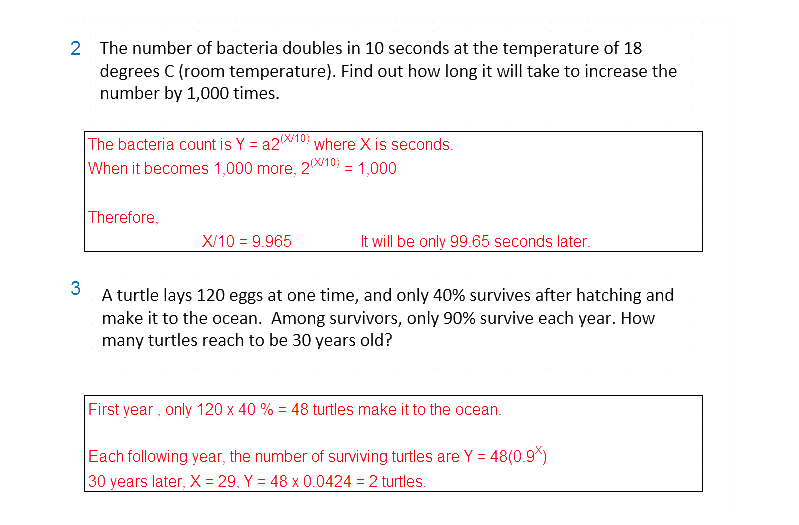 2 The number of bacteria doubles in 10 seconds at the temperature of 18
degrees C (room temperature). Find out how long it will take to increase the
number by 1,000 times.
The bacteria count is Y = a2^(X/10) where X is seconds.
When it becomes 1,000 more, 2^(X/10) = 1,000
Therefore,
X/10 = 9.965 It will be only 99.65 seconds later.
3 A turtle lays 120 eggs at one time, and only 40% survives after hatching and
make it to the ocean. Among survivors, only 90% survive each year. How
many turtles reach to be 30 years old?
First year , only 120 x 40 % = 48 turtles make it to the ocean.
Each following year, the number of surviving turtles are Y = 48(0.9^X)
30 years later, X = 29, Y = 48 x 0.0424 = 2 turtles.